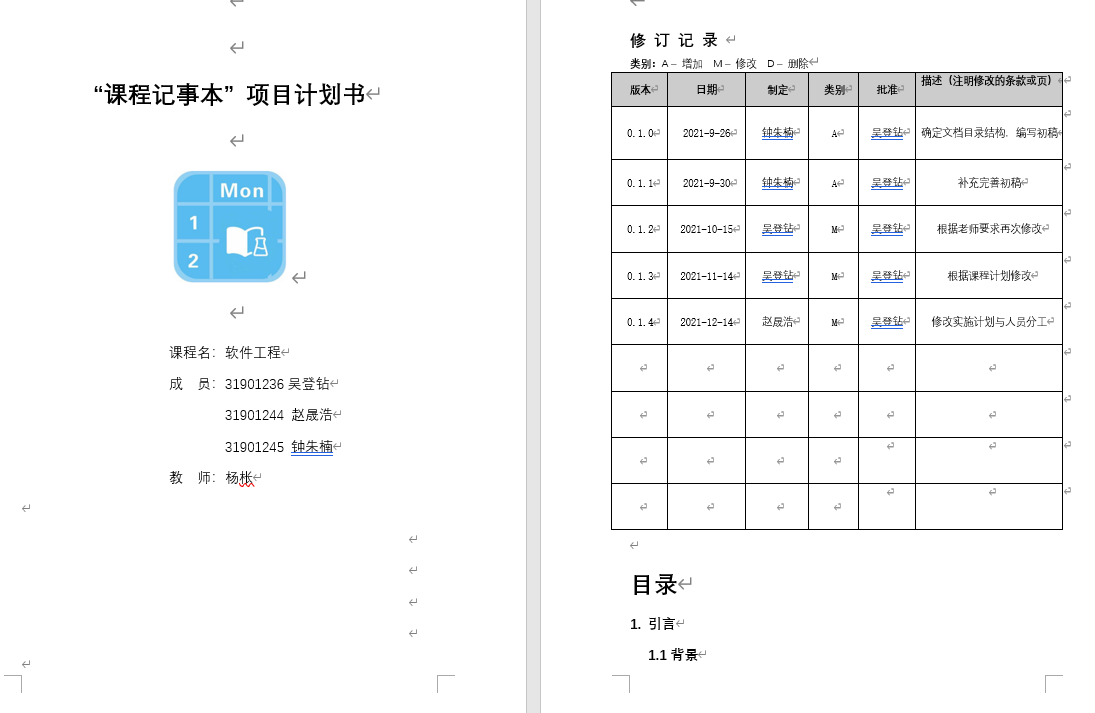 “课程记事本”项目计划书
Mon
1
2
课程名：软件工程
成 员：31901236 吴登钻
31901244 赵晟浩
31901245 钟朱楠
教 师：杨枨
修 订 记 录
类别：A – 增加 M – 修改 D – 删除
版本 日期 制定 类别 批准 描述（注明修改的条款或页）
0.1.0 2021-9-26 钟朱楠 A 吴登钻 确定文档目录结构，编写初稿
0.1.1 2021-9-30 钟朱楠 A 吴登钻 补充完善初稿
0.1.2 2021-10-15 吴登钻 M 吴登钻 根据老师要求再次修改
0.1.3 2021-11-14 吴登钻 M 吴登钻 根据课程计划修改
0.1.4 2021-12-14 赵晟浩 M 吴登钻 修改实施计划与人员分工
目录
1. 引言
1.1 背景